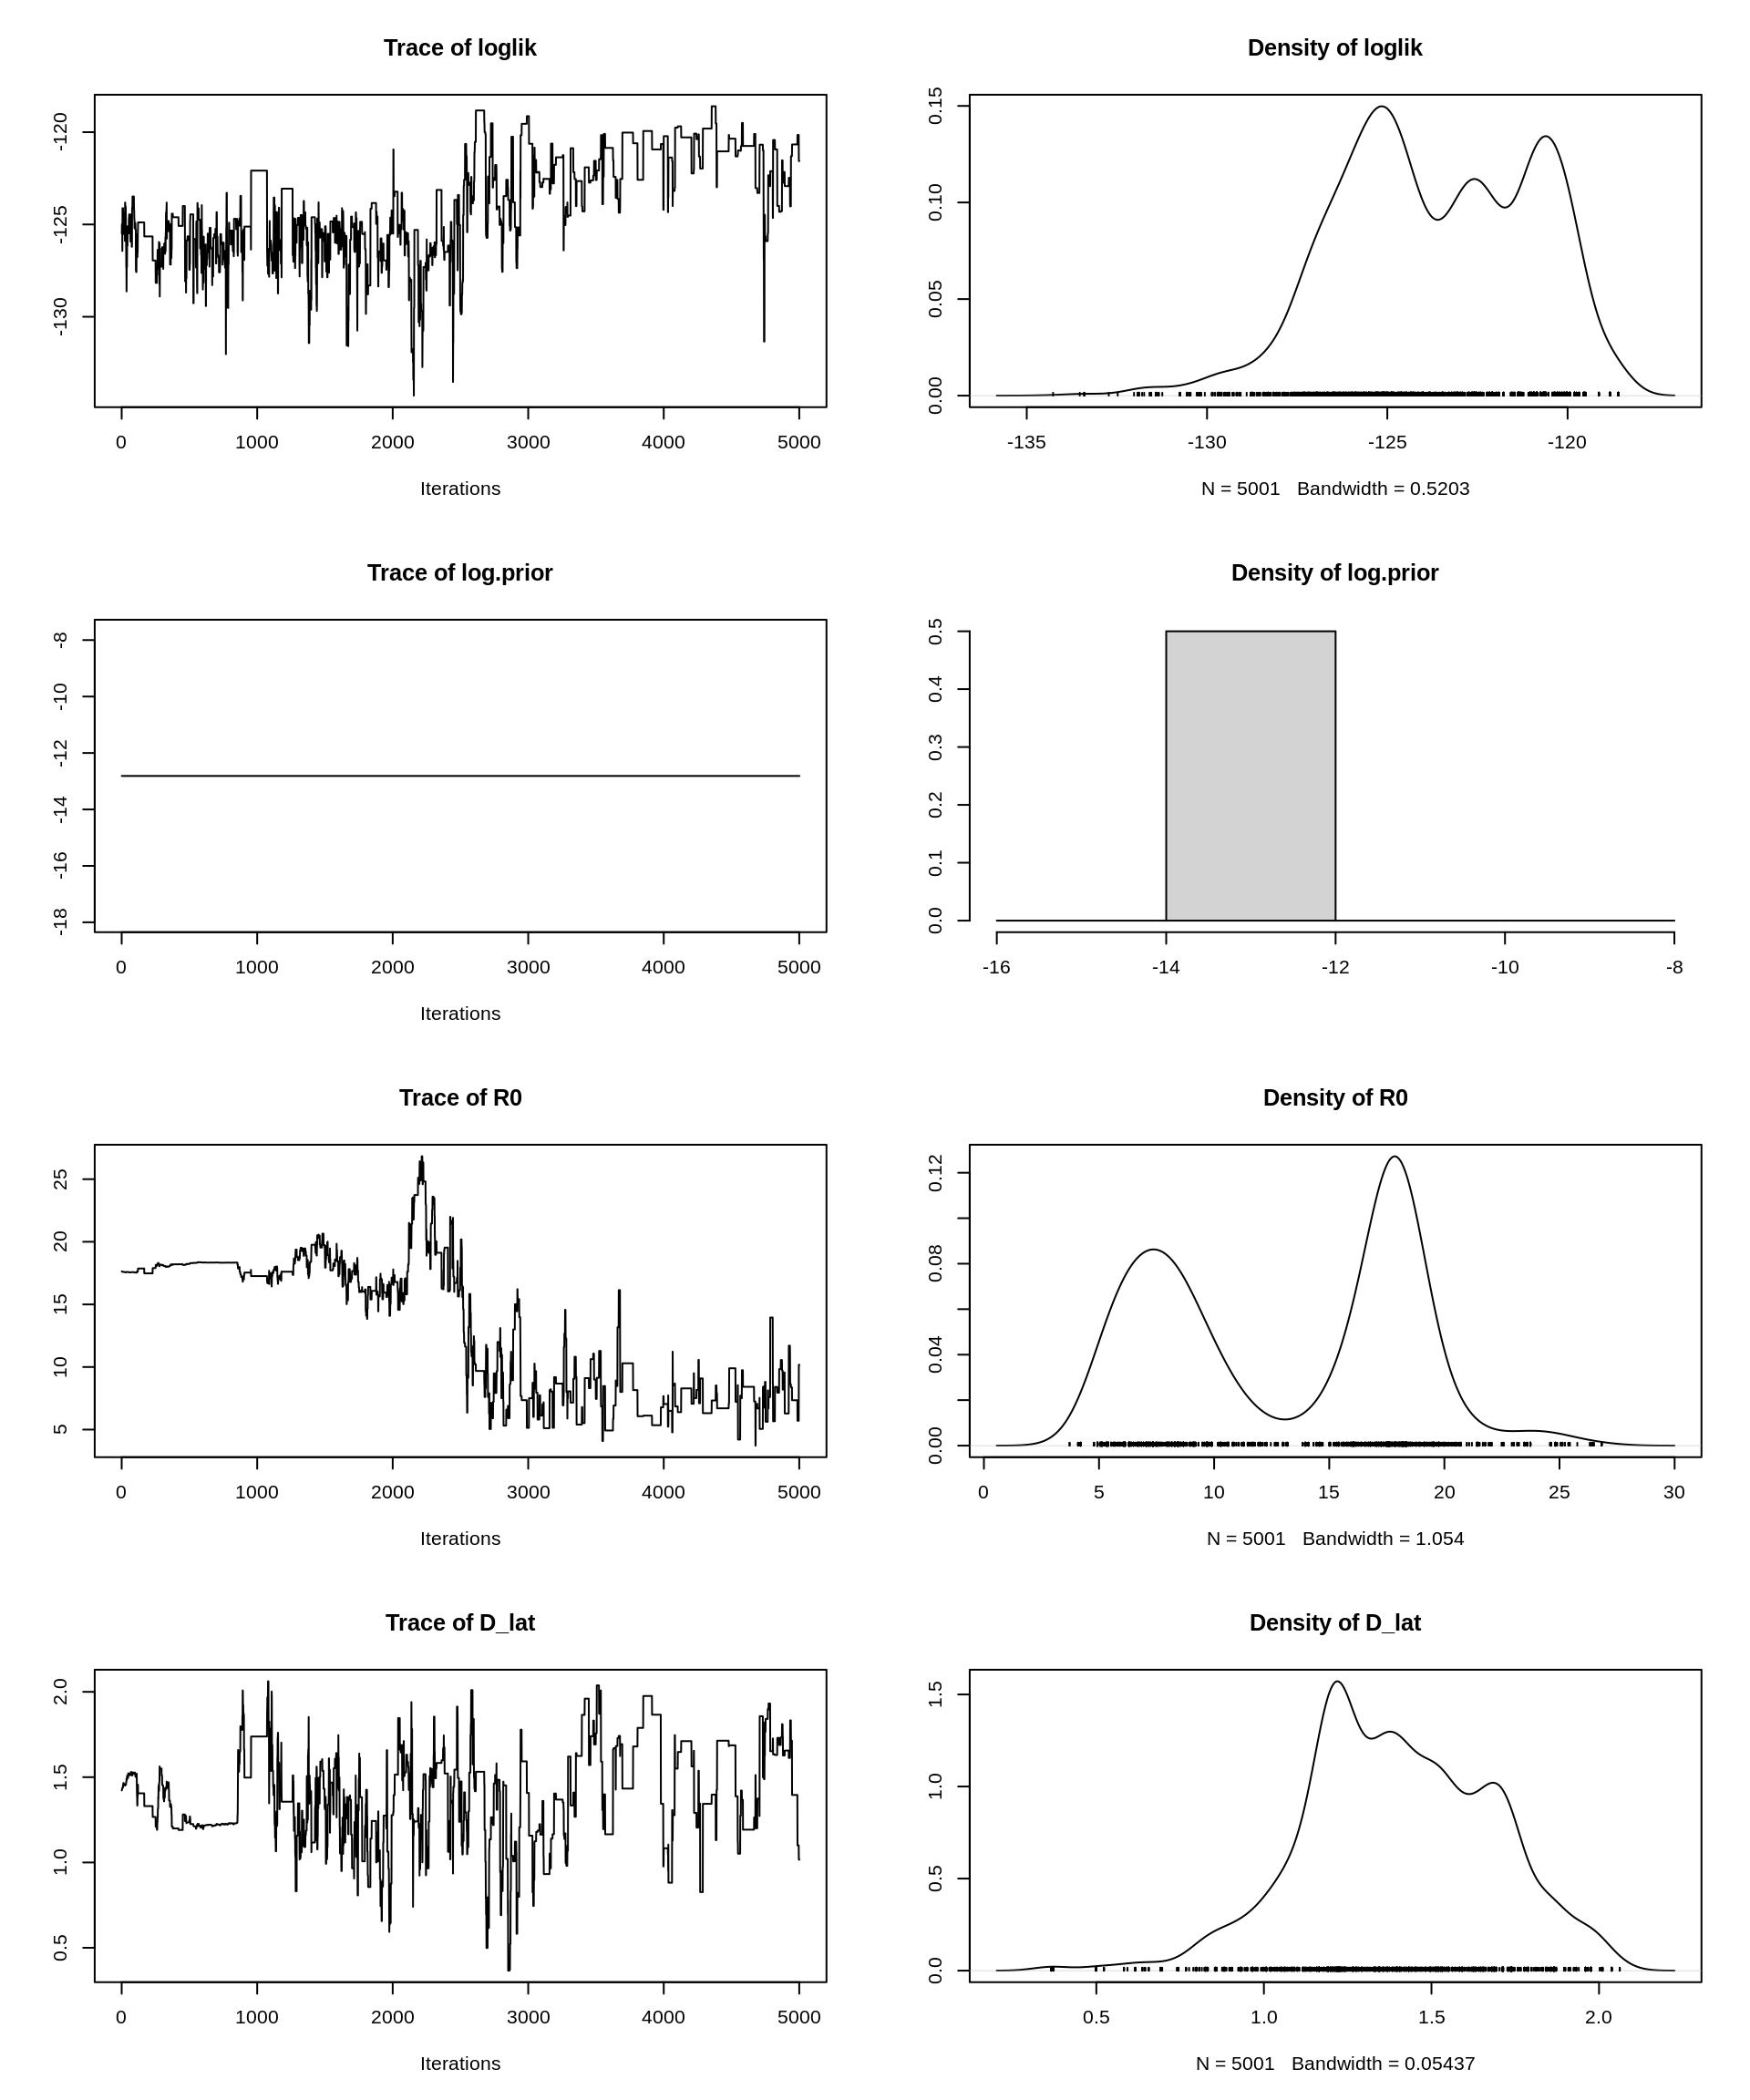 Trace of loglik
-120
-125
-130
0 1000 2000 3000 4000 5000
Iterations
Density of loglik
0.15
0.10
0.05
0.00
-135 -130 -125 -120
N = 5001 Bandwidth = 0.5203
Trace of log.prior
-8
-10
-12
-14
-16
-18
0 1000 2000 3000 4000 5000
Iterations
Density of log.prior
0.5
0.4
0.3
0.2
0.1
0.0
-16 -14 -12 -10 -8
Trace of R0
25
20
15
10
5
0 1000 2000 3000 4000 5000
Iterations
Density of R0
0.12
0.08
0.04
0.00
0 5 10 15 20 25 30
N = 5001 Bandwidth = 1.054
Trace of D_lat
2.0
1.5
1.0
0.5
0 1000 2000 3000 4000 5000
Iterations
Density of D_lat
1.5
1.0
0.5
0.0
0.5 1.0 1.5 2.0
N = 5001 Bandwidth = 0.05437